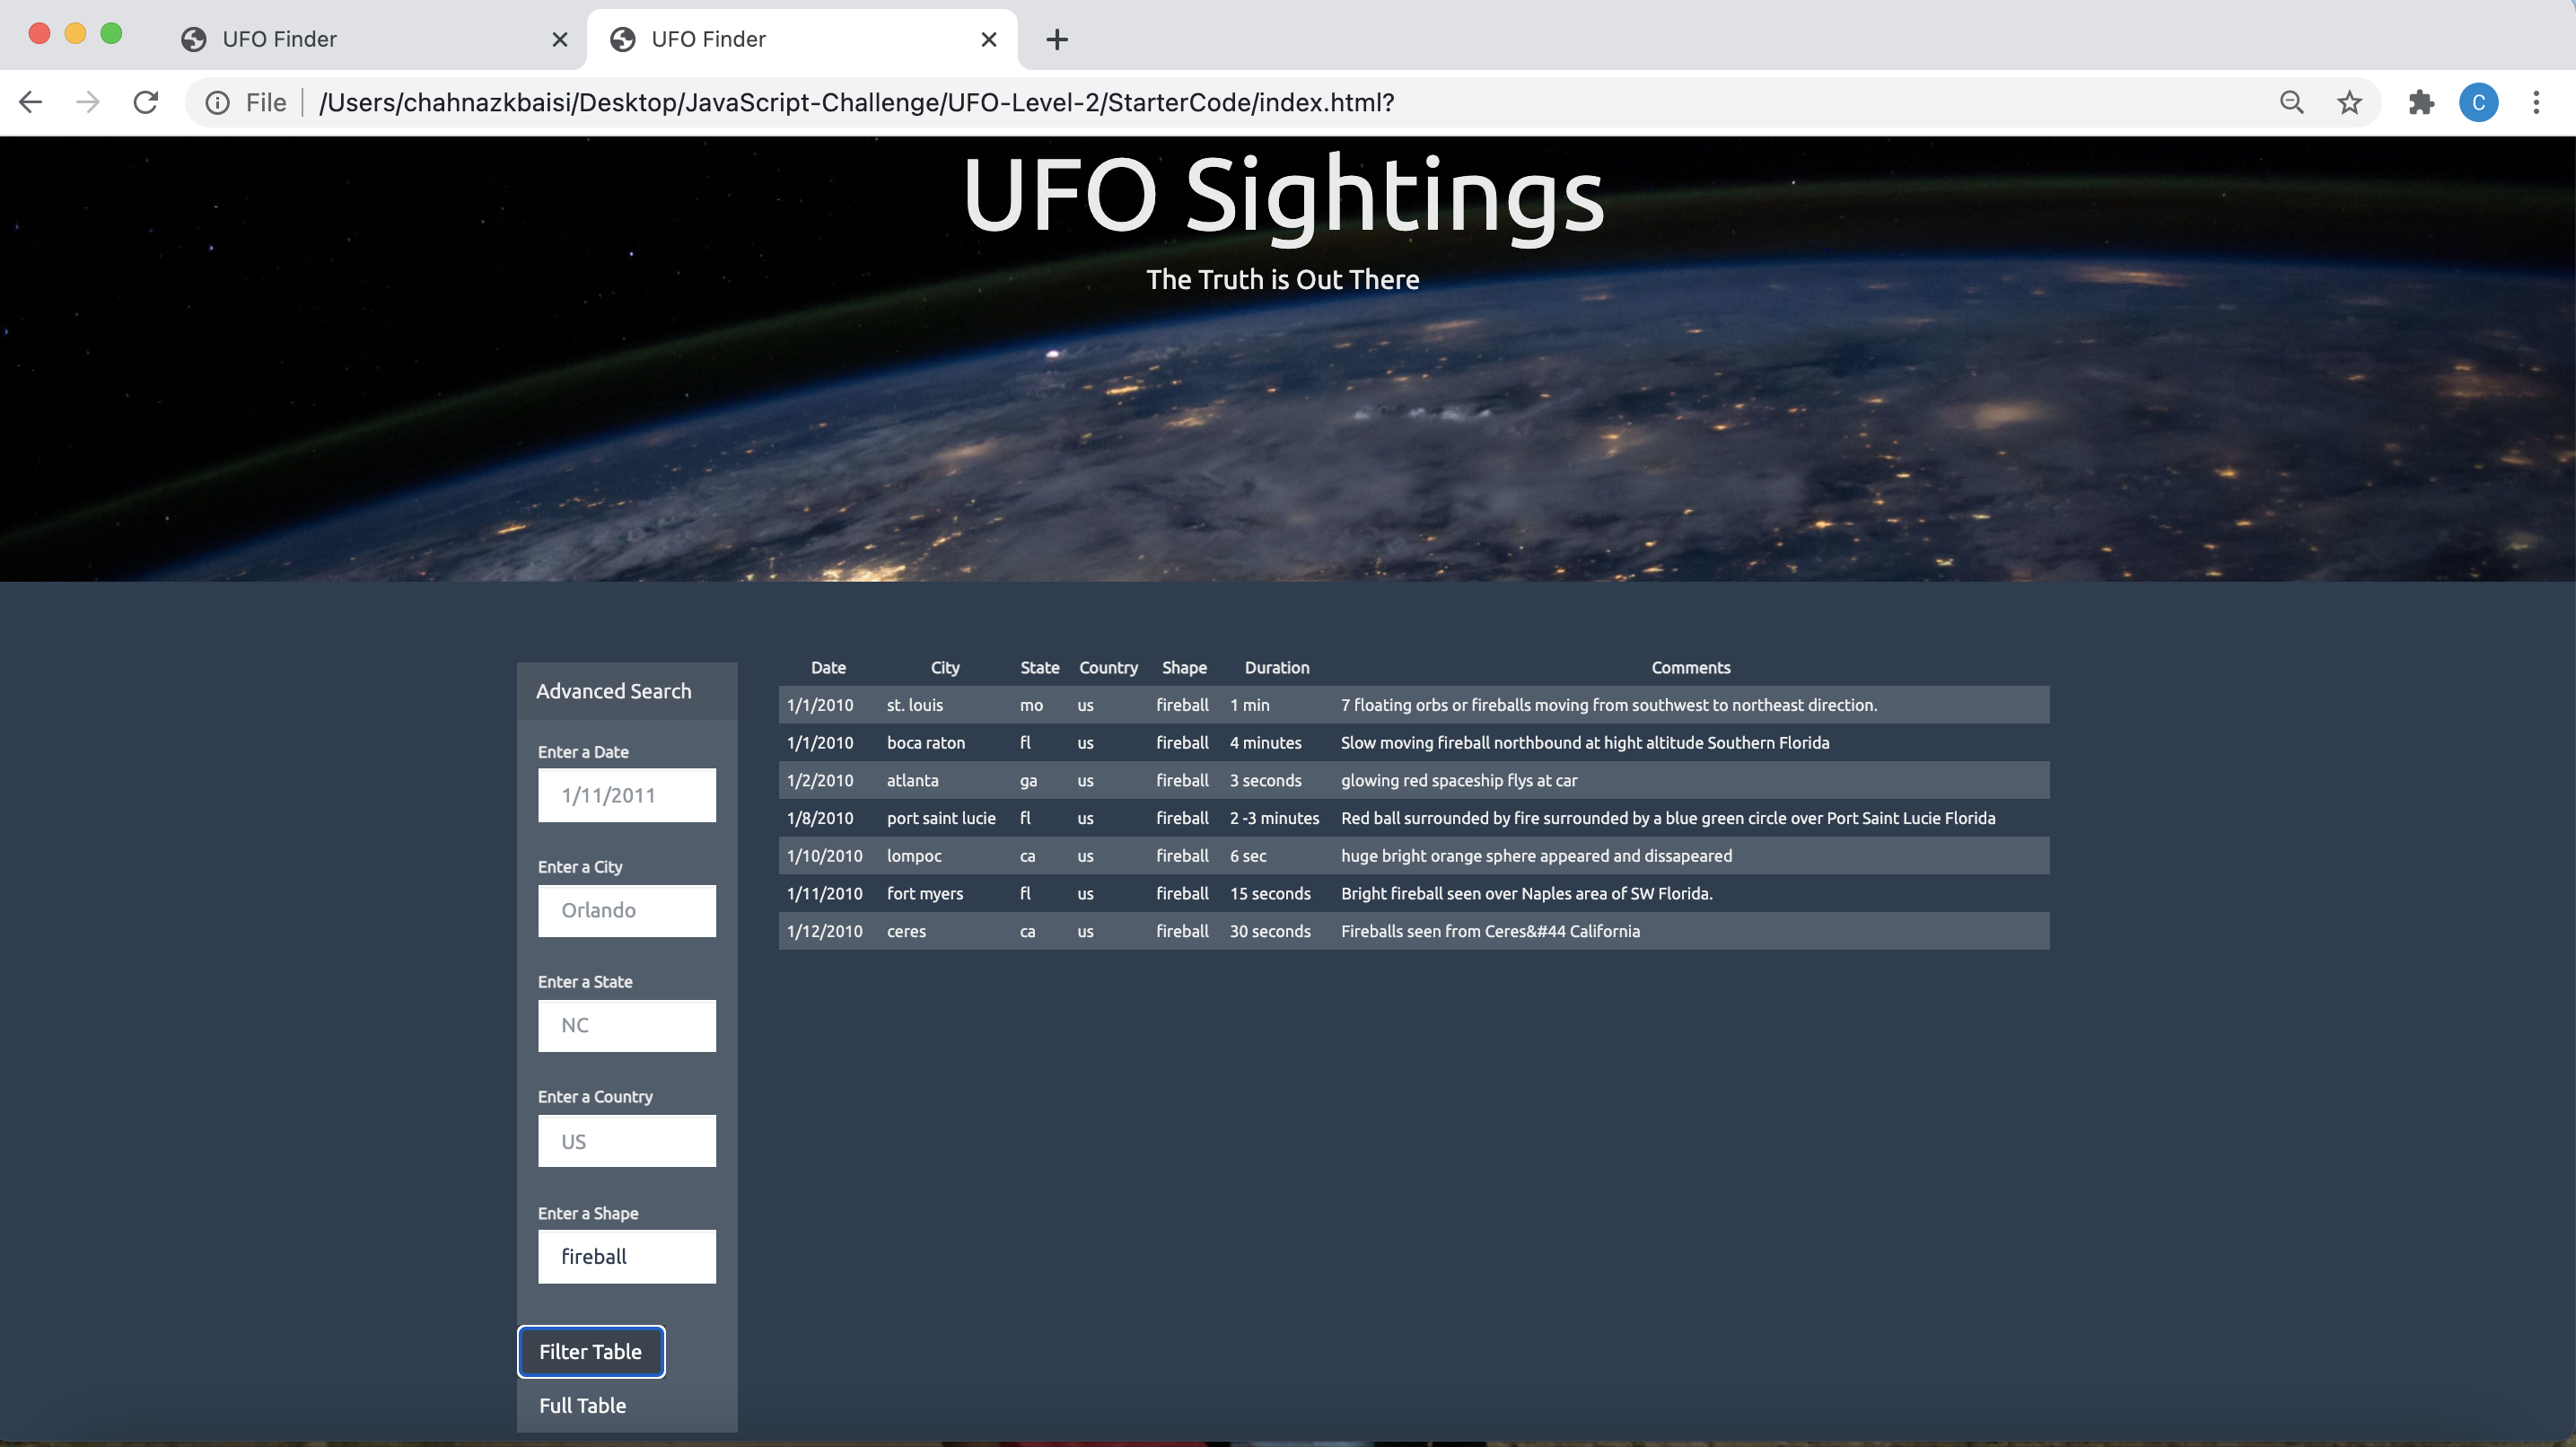 UFO Finder
UFO Finder
File /Users/chahnazkbaisi/Desktop/JavaScript-Challenge/UFO-Level-2/StarterCode/index.html?
C
UFO Sightings
The Truth is Out There
Advanced Search
Enter a Date
1/11/2011
Enter a City
Orlando
Enter a State
NC
Enter a Country
US
Enter a Shape
fireball
Filter Table
Full Table
Date City State Country Shape Duration Comments
1/1/2010 st. louis mo us fireball 1 min 7 floating orbs or fireballs moving from southwest to northeast direction.
1/1/2010 boca raton fl us fireball 4 minutes Slow moving fireball northbound at hight altitude Southern Florida
1/2/2010 atlanta ga us fireball 3 seconds glowing red spaceship flys at car
1/8/2010 port saint lucie fl us fireball 2 -3 minutes Red ball surrounded by fire surrounded by a blue green circle over Port Saint Lucie Florida
1/10/2010 lompoc ca us fireball 6 sec huge bright orange sphere appeared and dissapeared
1/11/2010 fort myers fl us fireball 15 seconds Bright fireball seen over Naples area of SW Florida.
1/12/2010 ceres ca us fireball 30 seconds Fireballs seen from Ceres&#44 California